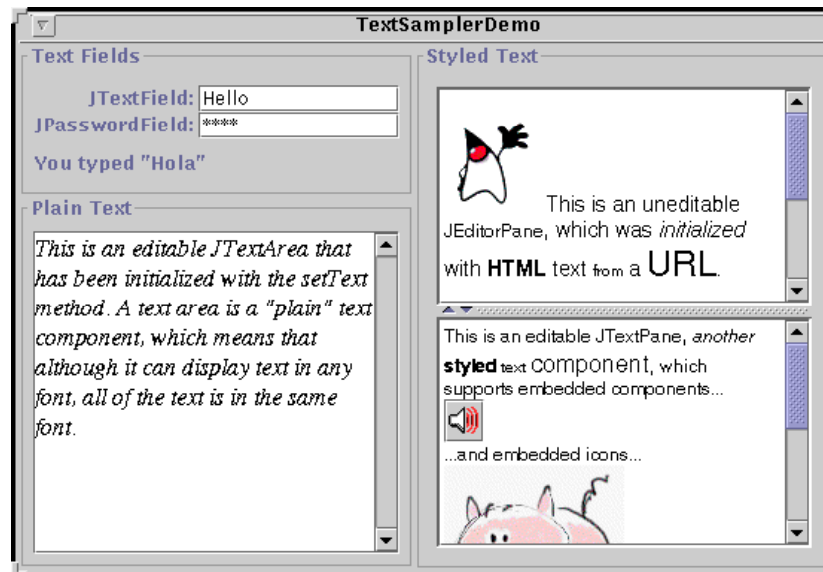 TextSamplerDemo
Text Fields
JTextField: Hello
JPasswordField: ****
You typed "Hola"
Plain Text
This is an editable JTextArea that
has been initialized with the setText
method. A text area is a "plain" text
component, which means that
although it can display text in any
font, all of the text is in the same
font.
Styled Text
This is an uneditable
JEditorPane, which was initialized
with HTML text from a URL.
This is an editable JTextPane, another
styled text component, which
supports embedded components...
...and embedded icons...